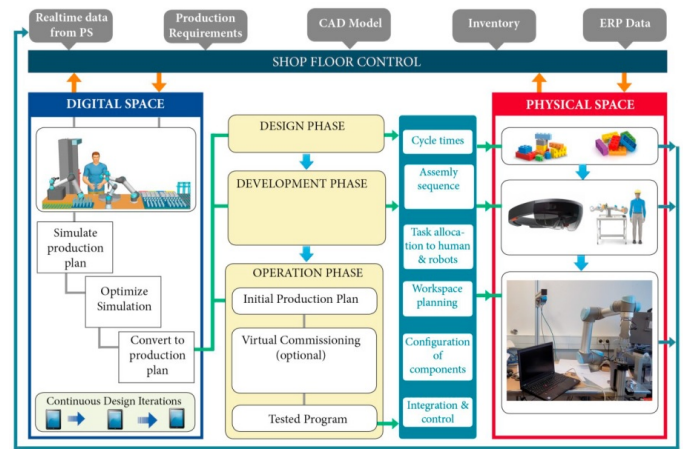 Realtime data
from PS
Production
Requirements
CAD Model
Inventory
ERP Data
SHOP FLOOR CONTROL
DIGITAL SPACE
Simulate
production
plan
Optimize
Simulation
Convert to
production
plan
Continuous Design Iterations
DESIGN PHASE
DEVELOPMENT PHASE
OPERATION PHASE
Initial Production Plan
Virtual Commissioning
(optional)
Tested Program
Cycle times
Assemly
sequence
Task alloca-
tion to human
& robots
Workspace
planning
Configuration
of
components
Integration &
control
PHYSICAL SPACE